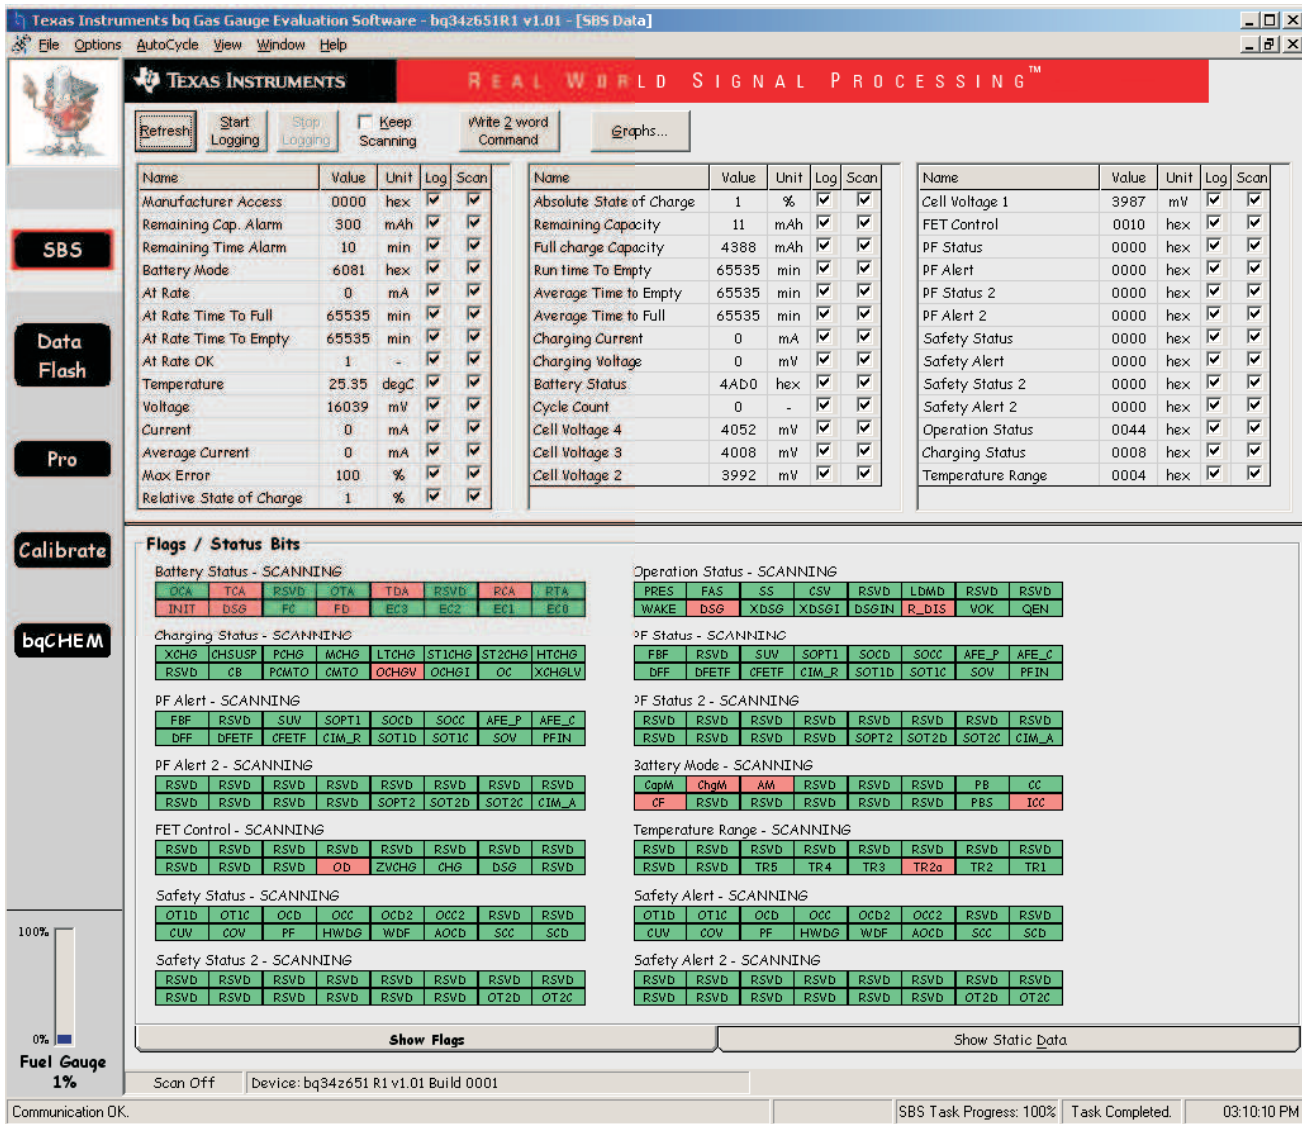 Texas Instruments bq Gas Gauge Evaluation Software - bq34z651R1 v1.01 - [SBS Data]
File Options AutoCycle View Window Help
TEXAS INSTRUMENTS REAL WORLD SIGNAL PROCESSING™
Refresh Start Logging Stop Logging Keep Scanning Write 2 word Command Graphs...
Name Value Unit Log Scan Name Value Unit Log Scan Name Value Unit Log Scan
Manufacturer Access 0000 hex Absolute State of Charge 1 % Cell Voltage 1 3987 mV
Remaining Cap. Alarm 300 mAh Remaining Capacity 11 mAh FET Control 0010 hex
Remaining Time Alarm 10 min Full charge Capacity 4388 mAh PF Status 0000 hex
Battery Mode 6081 hex Run time To Empty 65535 min PF Alert 0000 hex
At Rate 0 mA Average Time to Empty 65535 min PF Status 2 0000 hex
At Rate Time To Full 65535 min Average Time to Full 65535 min PF Alert 2 0000 hex
At Rate Time To Empty 65535 min Charging Current 0 mA Safety Status 0000 hex
At Rate OK 1 - Charging Voltage 0 mV Safety Alert 0000 hex
Temperature 25.35 degC Battery Status 4AD0 hex Safety Status 2 0000 hex
Voltage 16039 mV Cycle Count 0 - Safety Alert 2 0000 hex
Current 0 mA Cell Voltage 4 4052 mV Operation Status 0044 hex
Average Current 0 mA Cell Voltage 3 4008 mV Charging Status 0008 hex
Max Error 100 % Cell Voltage 2 3992 mV Temperature Range 0004 hex
Relative State of Charge 1 %
SBS
Data Flash
Pro
Calibrate
bqCHEM
Flags / Status Bits
Battery Status - SCANNING Operation Status - SCANNING
OCA TCA RSVD OTA TDA RSVD RCA RTA PRES FAS SS CSV RSVD LDMD RSVD RSVD
INIT DSG FC FD EC3 EC2 EC1 EC0 WAKE DSG XDSG XDSGI DSGIN R_DIS VOK QEN
Charging Status - SCANNING PF Status - SCANNING
XCHG CHSUSP PCHG MCHG LTCHG ST1CHG ST2CHG HTCHG FBF RSVD SUV SOPT1 SOCD SOCC AFE_P AFE_C
RSVD CB PCMTO CMTO OCHGV OCHGI OC XCHGLV DFF DFETF CFETF CIM_R SOT1D SOT1C SOV PFIN
PF Alert - SCANNING PF Status 2 - SCANNING
FBF RSVD SUV SOPT1 SOCD SOCC AFE_P AFE_C RSVD RSVD RSVD RSVD RSVD RSVD RSVD RSVD
DFF DFETF CFETF CIM_R SOT1D SOT1C SOV PFIN RSVD RSVD RSVD RSVD SOPT2 SOT2D SOT2C CIM_A
PF Alert 2 - SCANNING Battery Mode - SCANNING
RSVD RSVD RSVD RSVD RSVD RSVD RSVD RSVD CapM ChgM AM RSVD RSVD RSVD PB CC
RSVD RSVD RSVD RSVD SOPT2 SOT2D SOT2C CIM_A CF RSVD RSVD RSVD RSVD RSVD PBS ICC
FET Control - SCANNING Temperature Range - SCANNING
RSVD RSVD RSVD RSVD RSVD RSVD RSVD RSVD RSVD RSVD RSVD RSVD RSVD RSVD RSVD RSVD
RSVD RSVD RSVD OD ZVCHG CHG DSG RSVD RSVD RSVD TR5 TR4 TR3 TR2a TR2 TR1
Safety Status - SCANNING Safety Alert - SCANNING
OT1D OT1C OCD OCC OCD2 OCC2 RSVD RSVD OT1D OT1C OCD OCC OCD2 OCC2 RSVD RSVD
CUV COV PF HWDG WDF AOCD SCC SCD CUV COV PF HWDG WDF AOCD SCC SCD
Safety Status 2 - SCANNING Safety Alert 2 - SCANNING
RSVD RSVD RSVD RSVD RSVD RSVD RSVD RSVD RSVD RSVD RSVD RSVD RSVD RSVD RSVD RSVD
RSVD RSVD RSVD RSVD RSVD RSVD OT2D OT2C RSVD RSVD RSVD RSVD RSVD RSVD OT2D OT2C
100%
0%
Fuel Gauge
1%
Show Flags Show Static Data
Scan Off Device: bq34z651 R1 v1.01 Build 0001
Communication OK. SBS Task Progress: 100% Task Completed. 03:10:10 PM